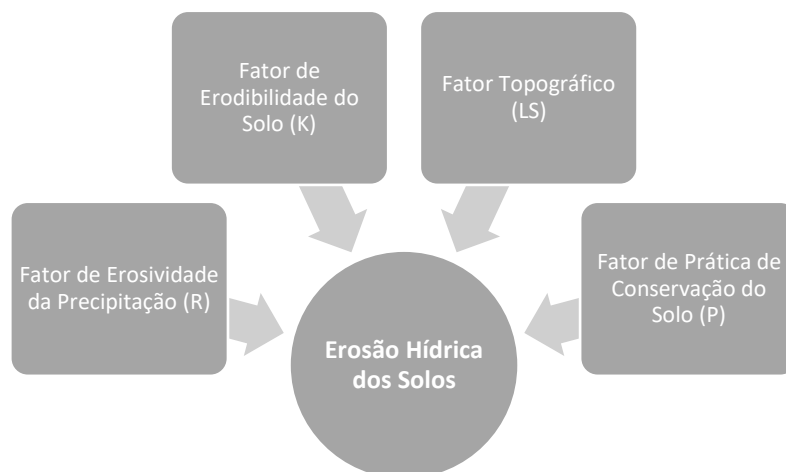 Fator de
Erodibilidade do
Solo (K)
Fator Topográfico
(LS)
Fator de Erosividade
da Precipitação (R)
Fator de Prática de
Conservação do
Solo (P)
Erosão Hídrica
dos Solos